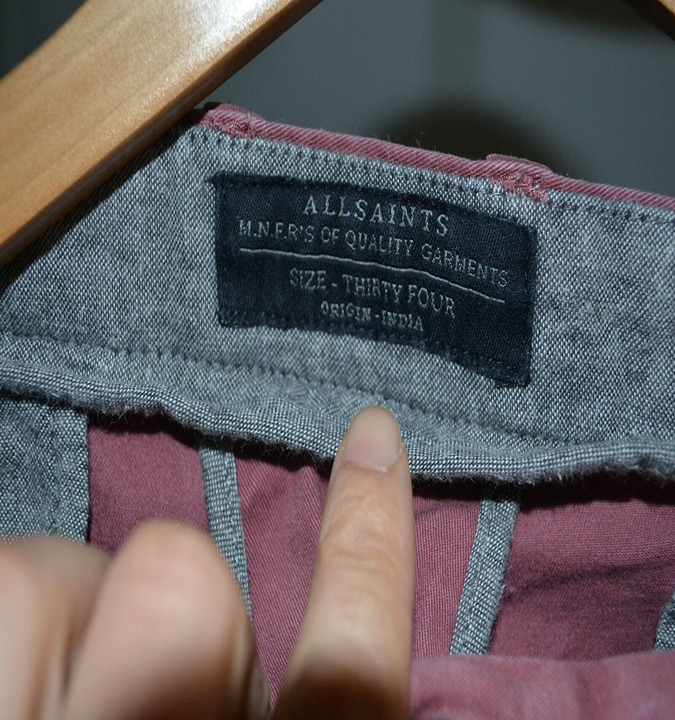 ALLSAINTS
M.N.F.R'S OF QUALITY GARMENTS
SIZE - THIRTY FOUR
ORIGIN - INDIA